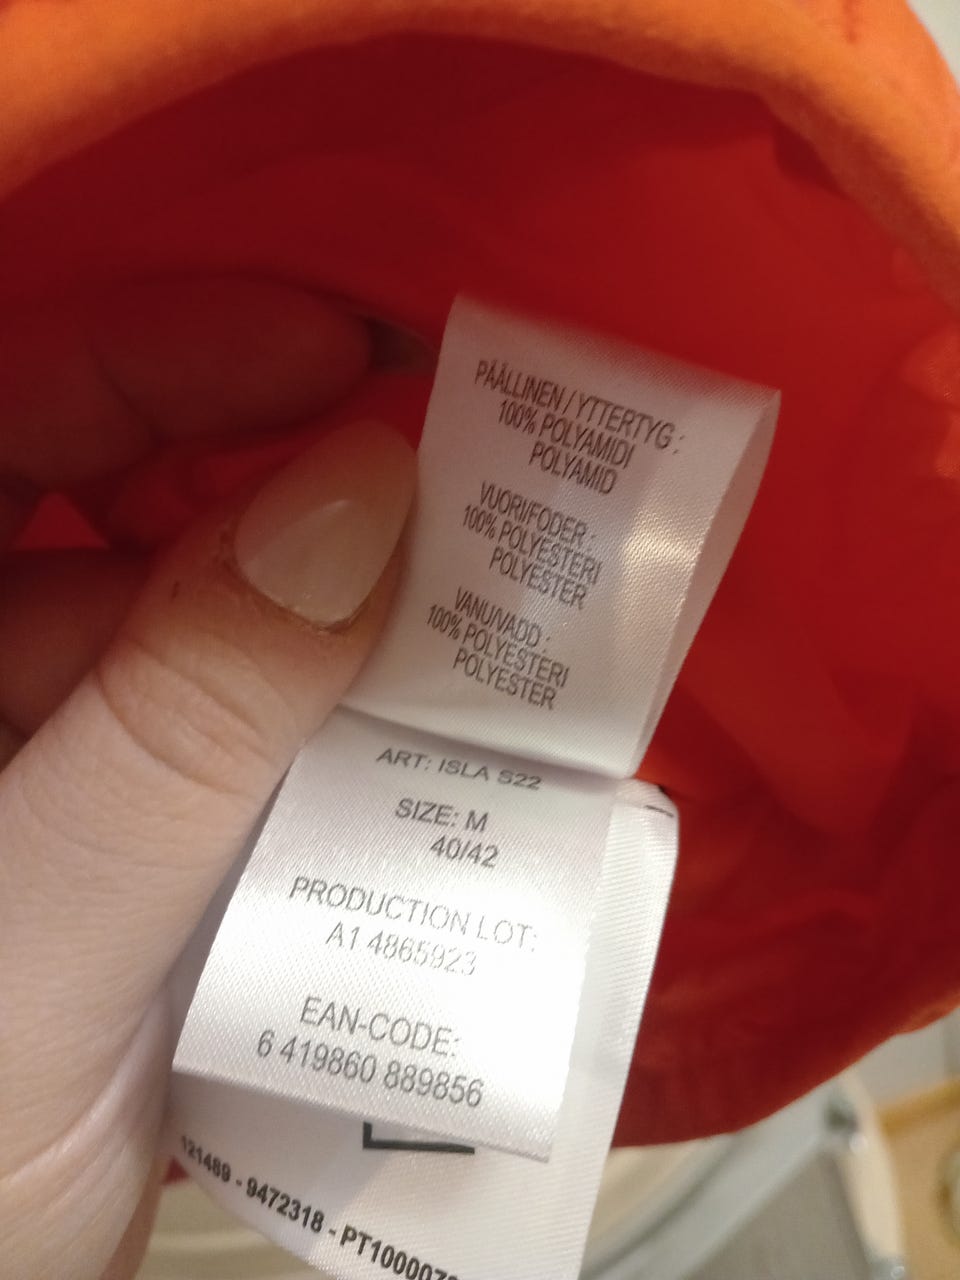 PÄÄLLINEN / YTTERTYG :
100% POLYAMIDI
POLYAMID
VUORI/FODER :
100% POLYESTERI
POLYESTER
VANU/VADD :
100% POLYESTERI
POLYESTER
ART: ISLA S22
SIZE: M
40/42
PRODUCTION LOT:
A1 4865923
EAN-CODE:
6 419860 889856
121489 - 9472318 -